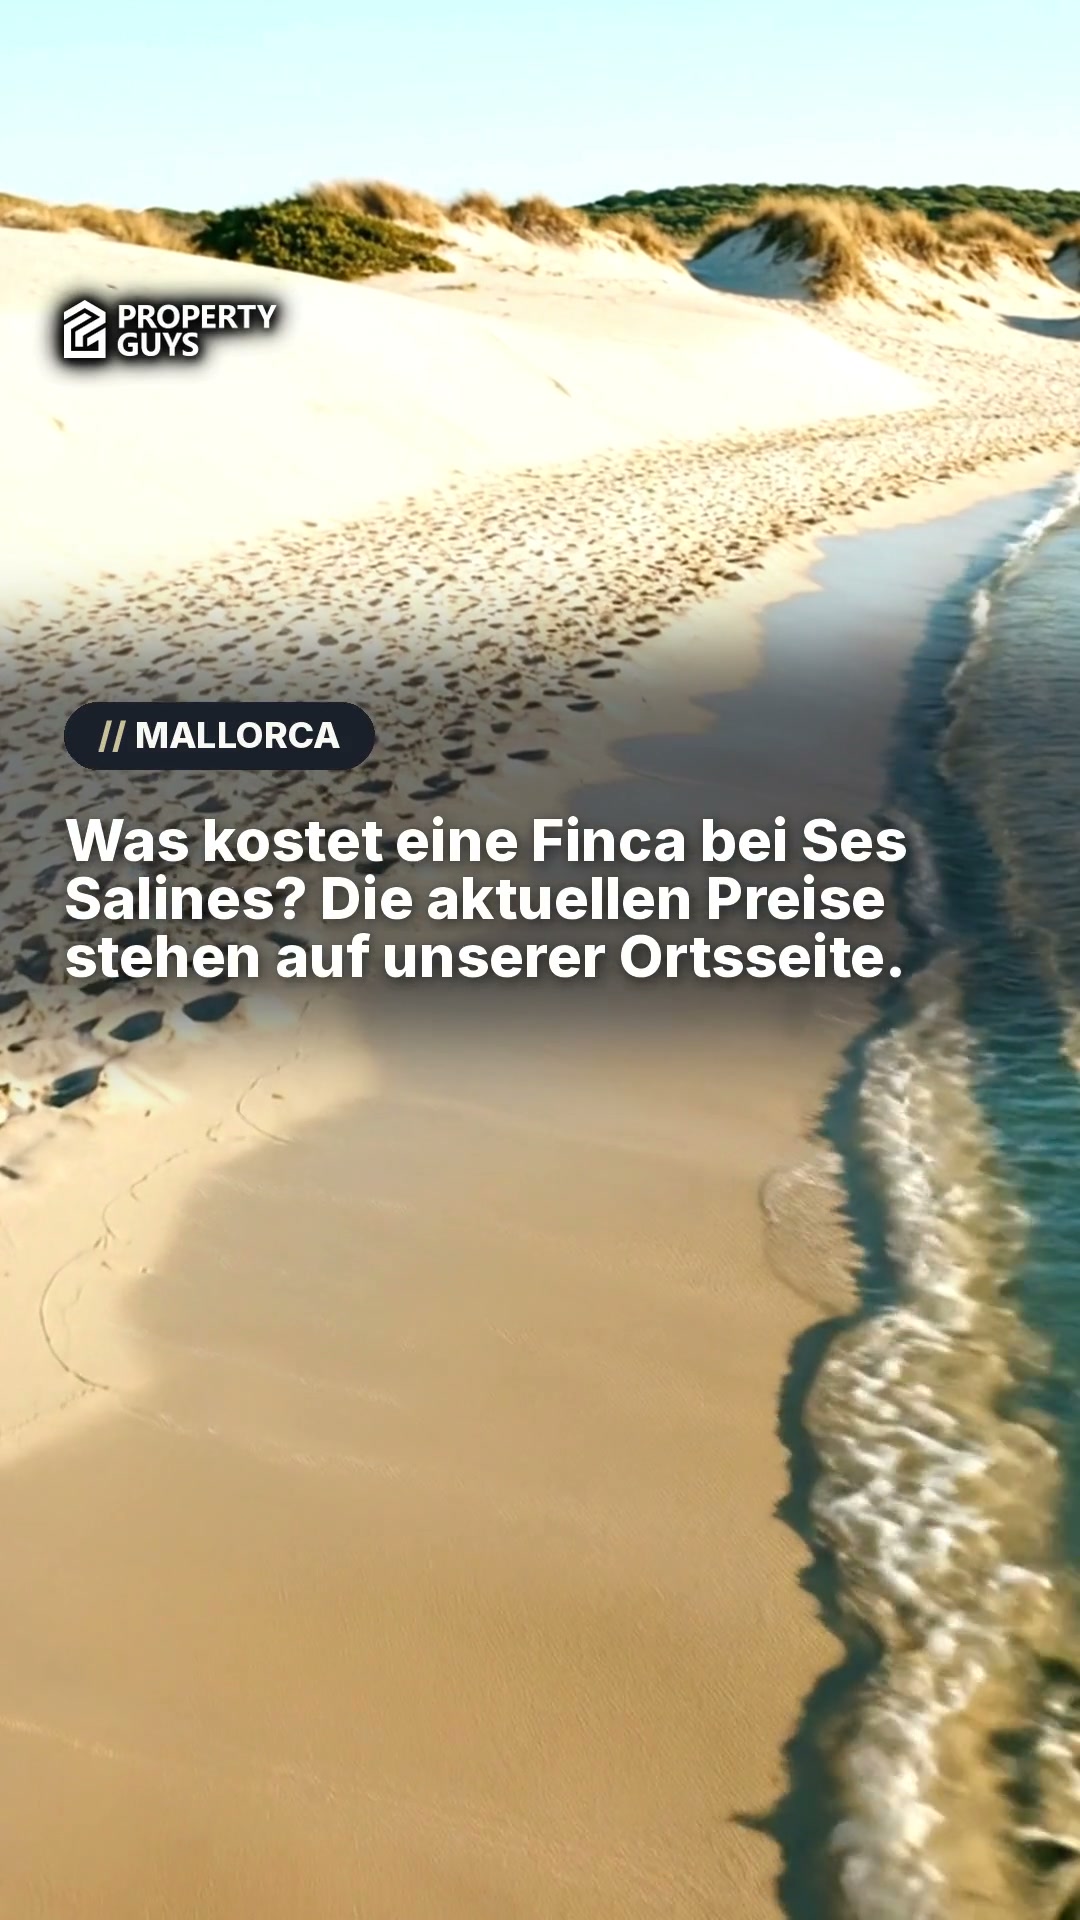 PROPERTY
GUYS
// MALLORCA
Was kostet eine Finca bei Ses
Salines? Die aktuellen Preise
stehen auf unserer Ortsseite.